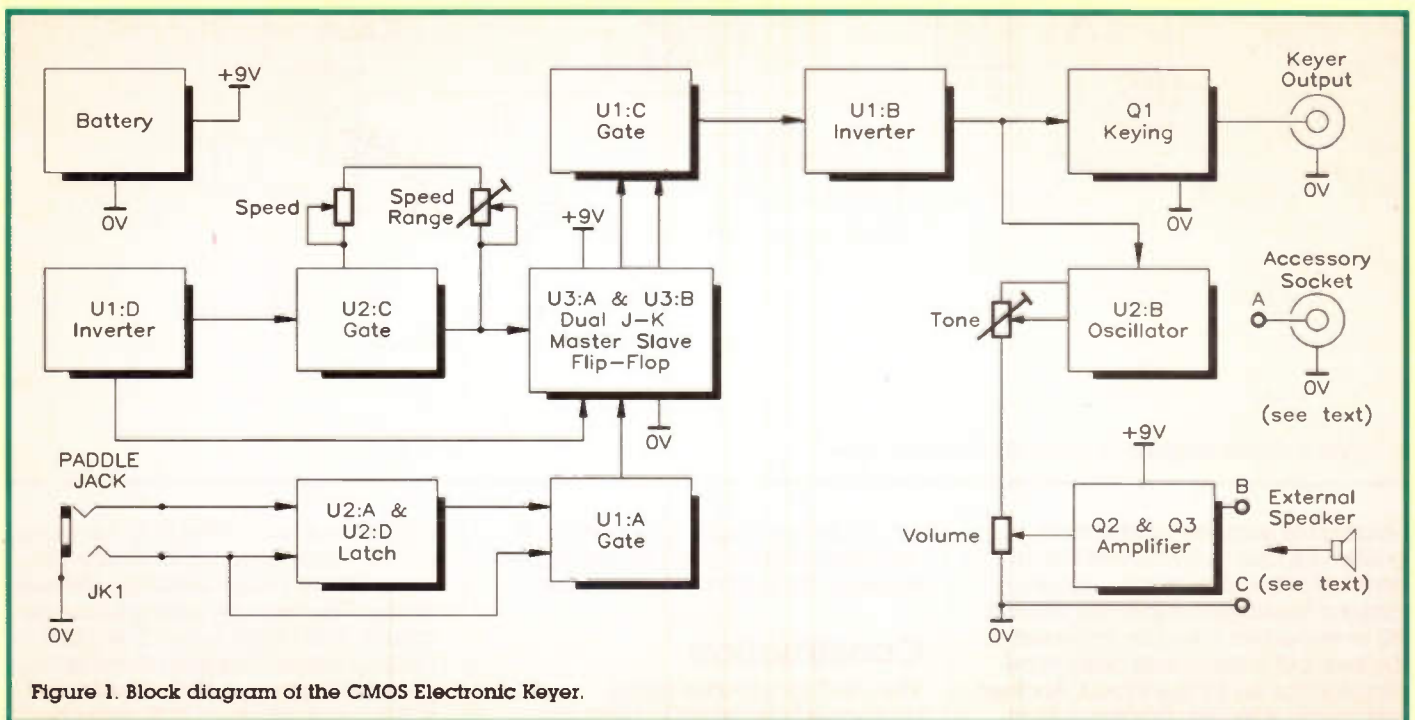 Battery
+9V
0V
Speed
Speed
Range
U1:D
Inverter
U2:C
Gate
+9V
U3:A & U3:B
Dual J-K
Master Slave
Flip-Flop
0V
PADDLE
JACK
JK1
0V
U2:A &
U2:D
Latch
U1:A
Gate
U1:C
Gate
U1:B
Inverter
Q1
Keying
0V
Keyer
Output
0V
U2:B
Oscillator
Tone
Accessory
Socket
A
0V
(see text)
+9V
Volume
Q2 & Q3
Amplifier
B
External
Speaker
(see text)
C
0V
Figure 1. Block diagram of the CMOS Electronic Keyer.